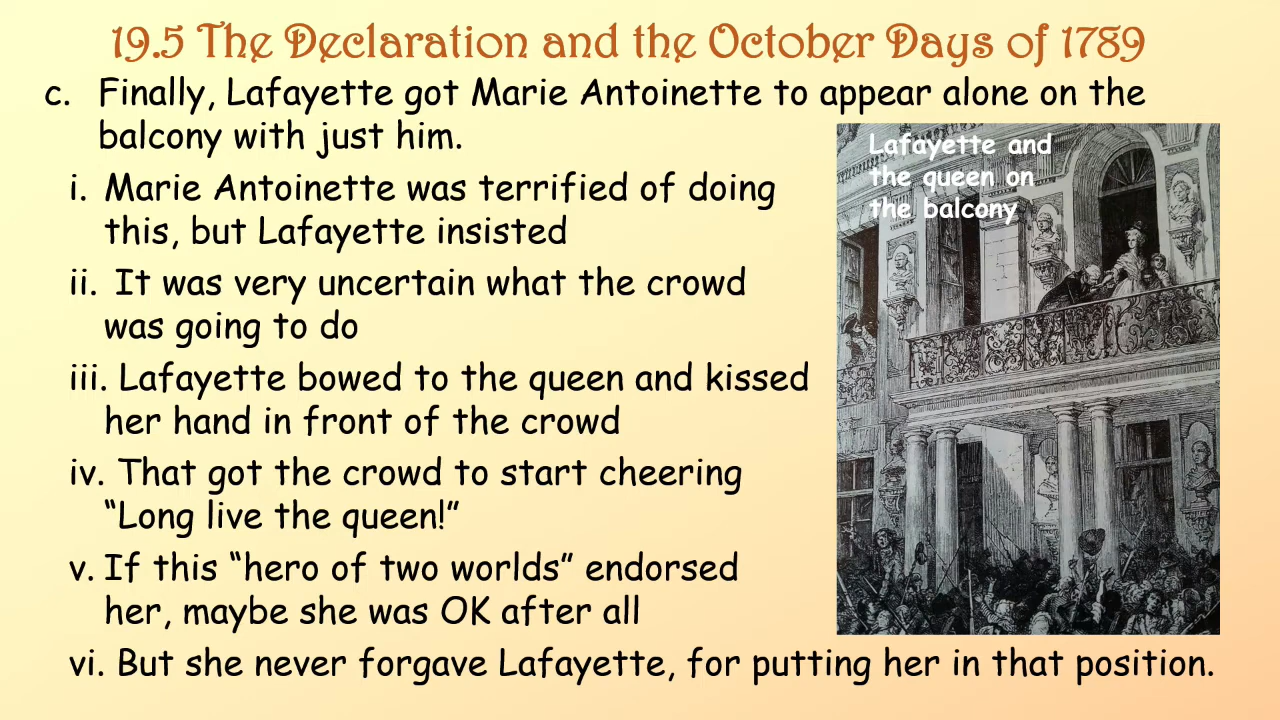 19.5 The Declaration and the October Days of 1789
c. Finally, Lafayette got Marie Antoinette to appear alone on the
balcony with just him.
i. Marie Antoinette was terrified of doing
this, but Lafayette insisted
ii. It was very uncertain what the crowd
was going to do
iii. Lafayette bowed to the queen and kissed
her hand in front of the crowd
iv. That got the crowd to start cheering
“Long live the queen!”
v. If this “hero of two worlds” endorsed
her, maybe she was OK after all
vi. But she never forgave Lafayette, for putting her in that position.
Lafayette and
the queen on
the balcony